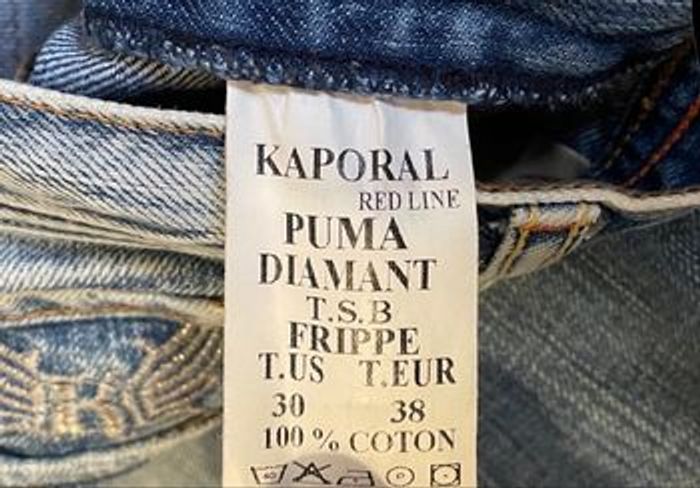 KAPORAL
RED LINE
PUMA
DIAMANT
T.S.B
FRIPPE
T.US T.EUR
30 38
100 % COTON